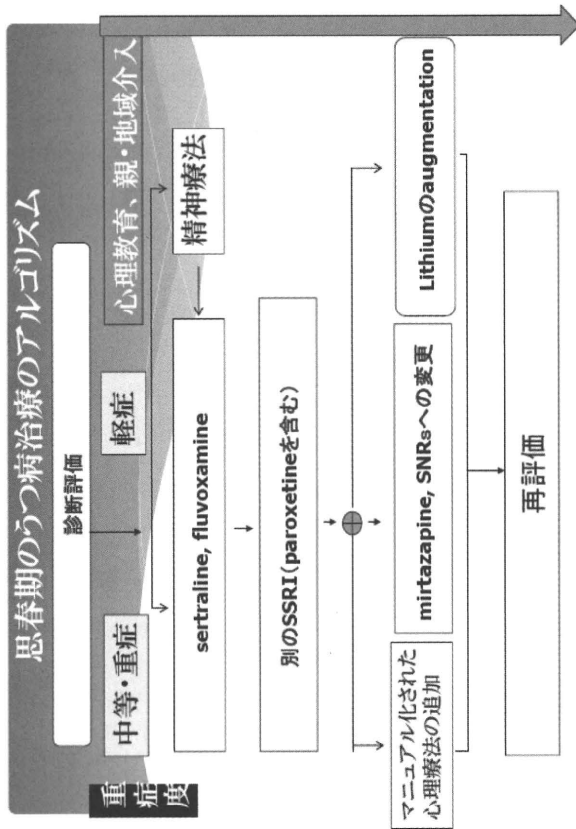 思春期のうつ病治療のアルゴリズム
診断評価
重症度
中等・重症
軽症
心理教育、親・地域介入
精神療法
sertraline, fluvoxamine
別のSSRI(paroxetineを含む)
マニュアル化された
心理療法の追加
mirtazapine, SNRsへの変更
Lithiumのaugmentation
再評価